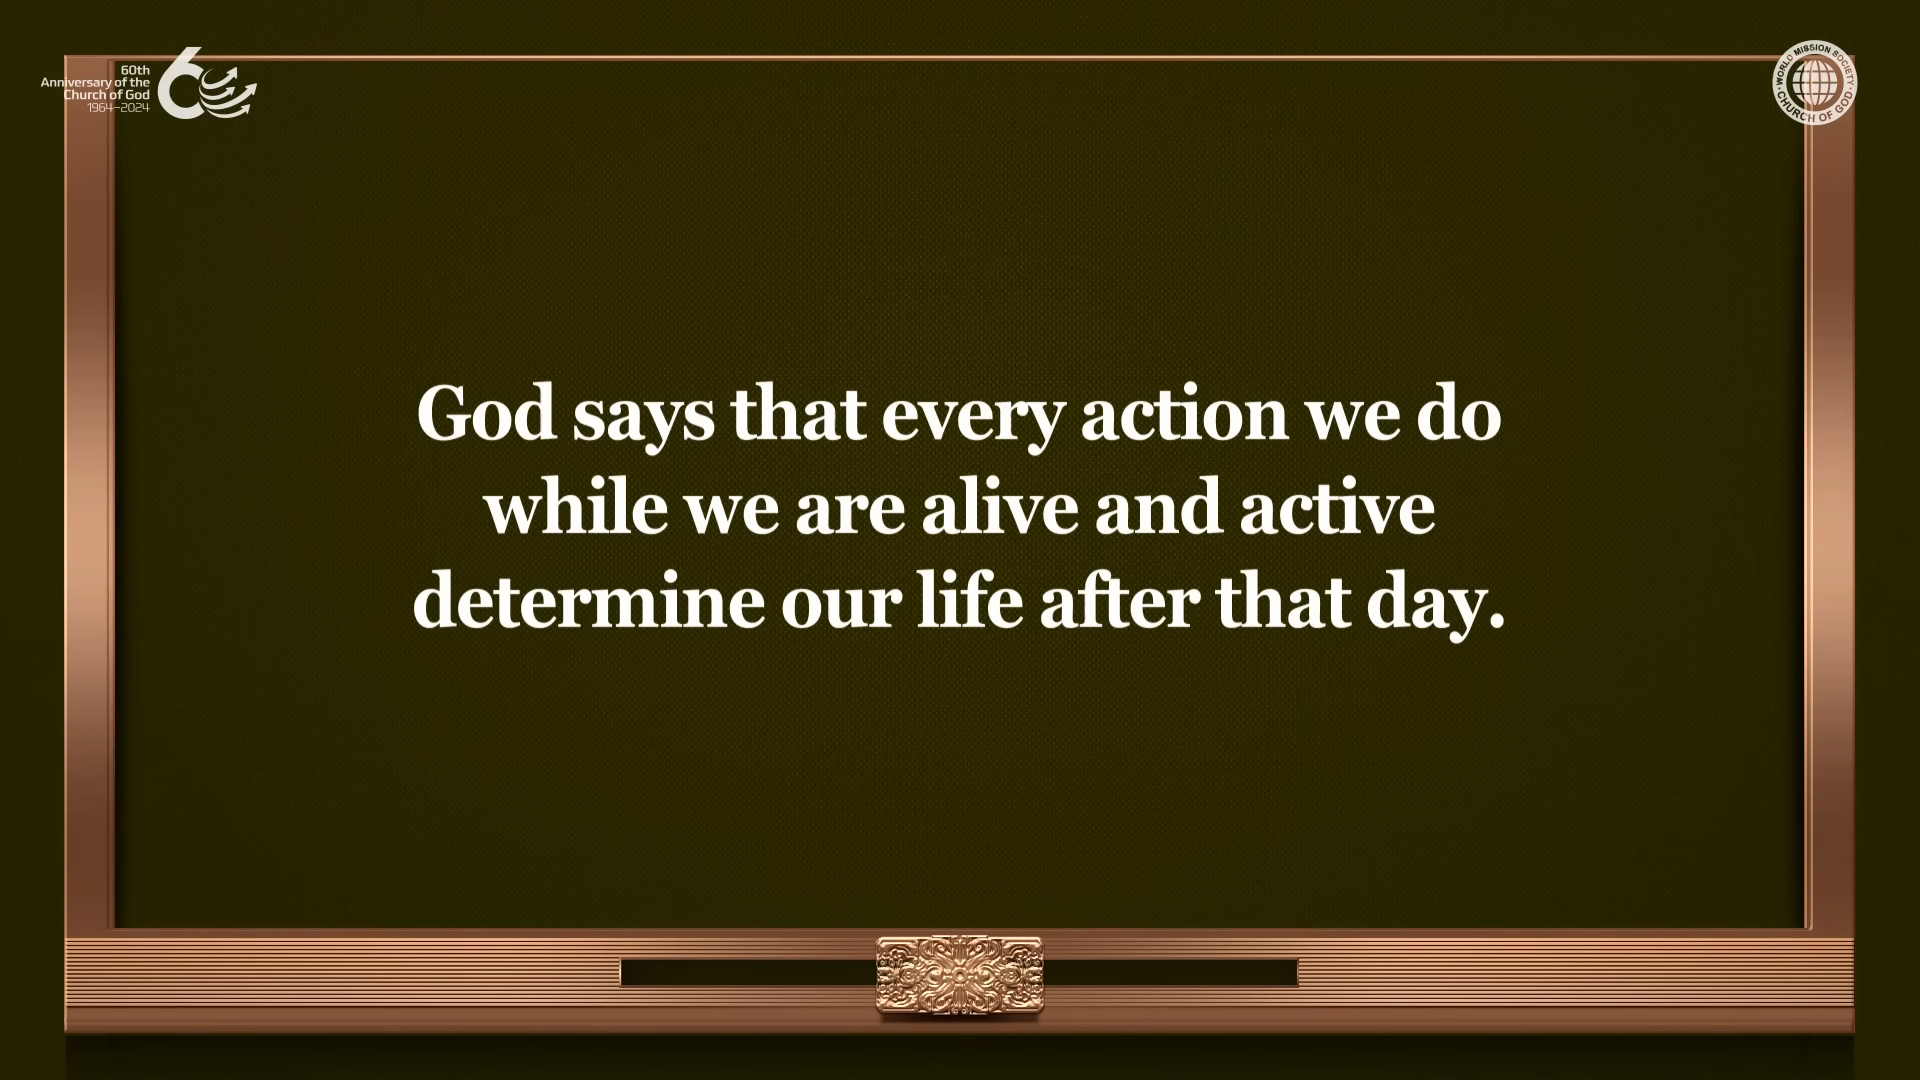 60th
Anniversary of the
Church of God
1964–2024
60
WORLD MISSION SOCIETY
CHURCH OF GOD
God says that every action we do
while we are alive and active
determine our life after that day.